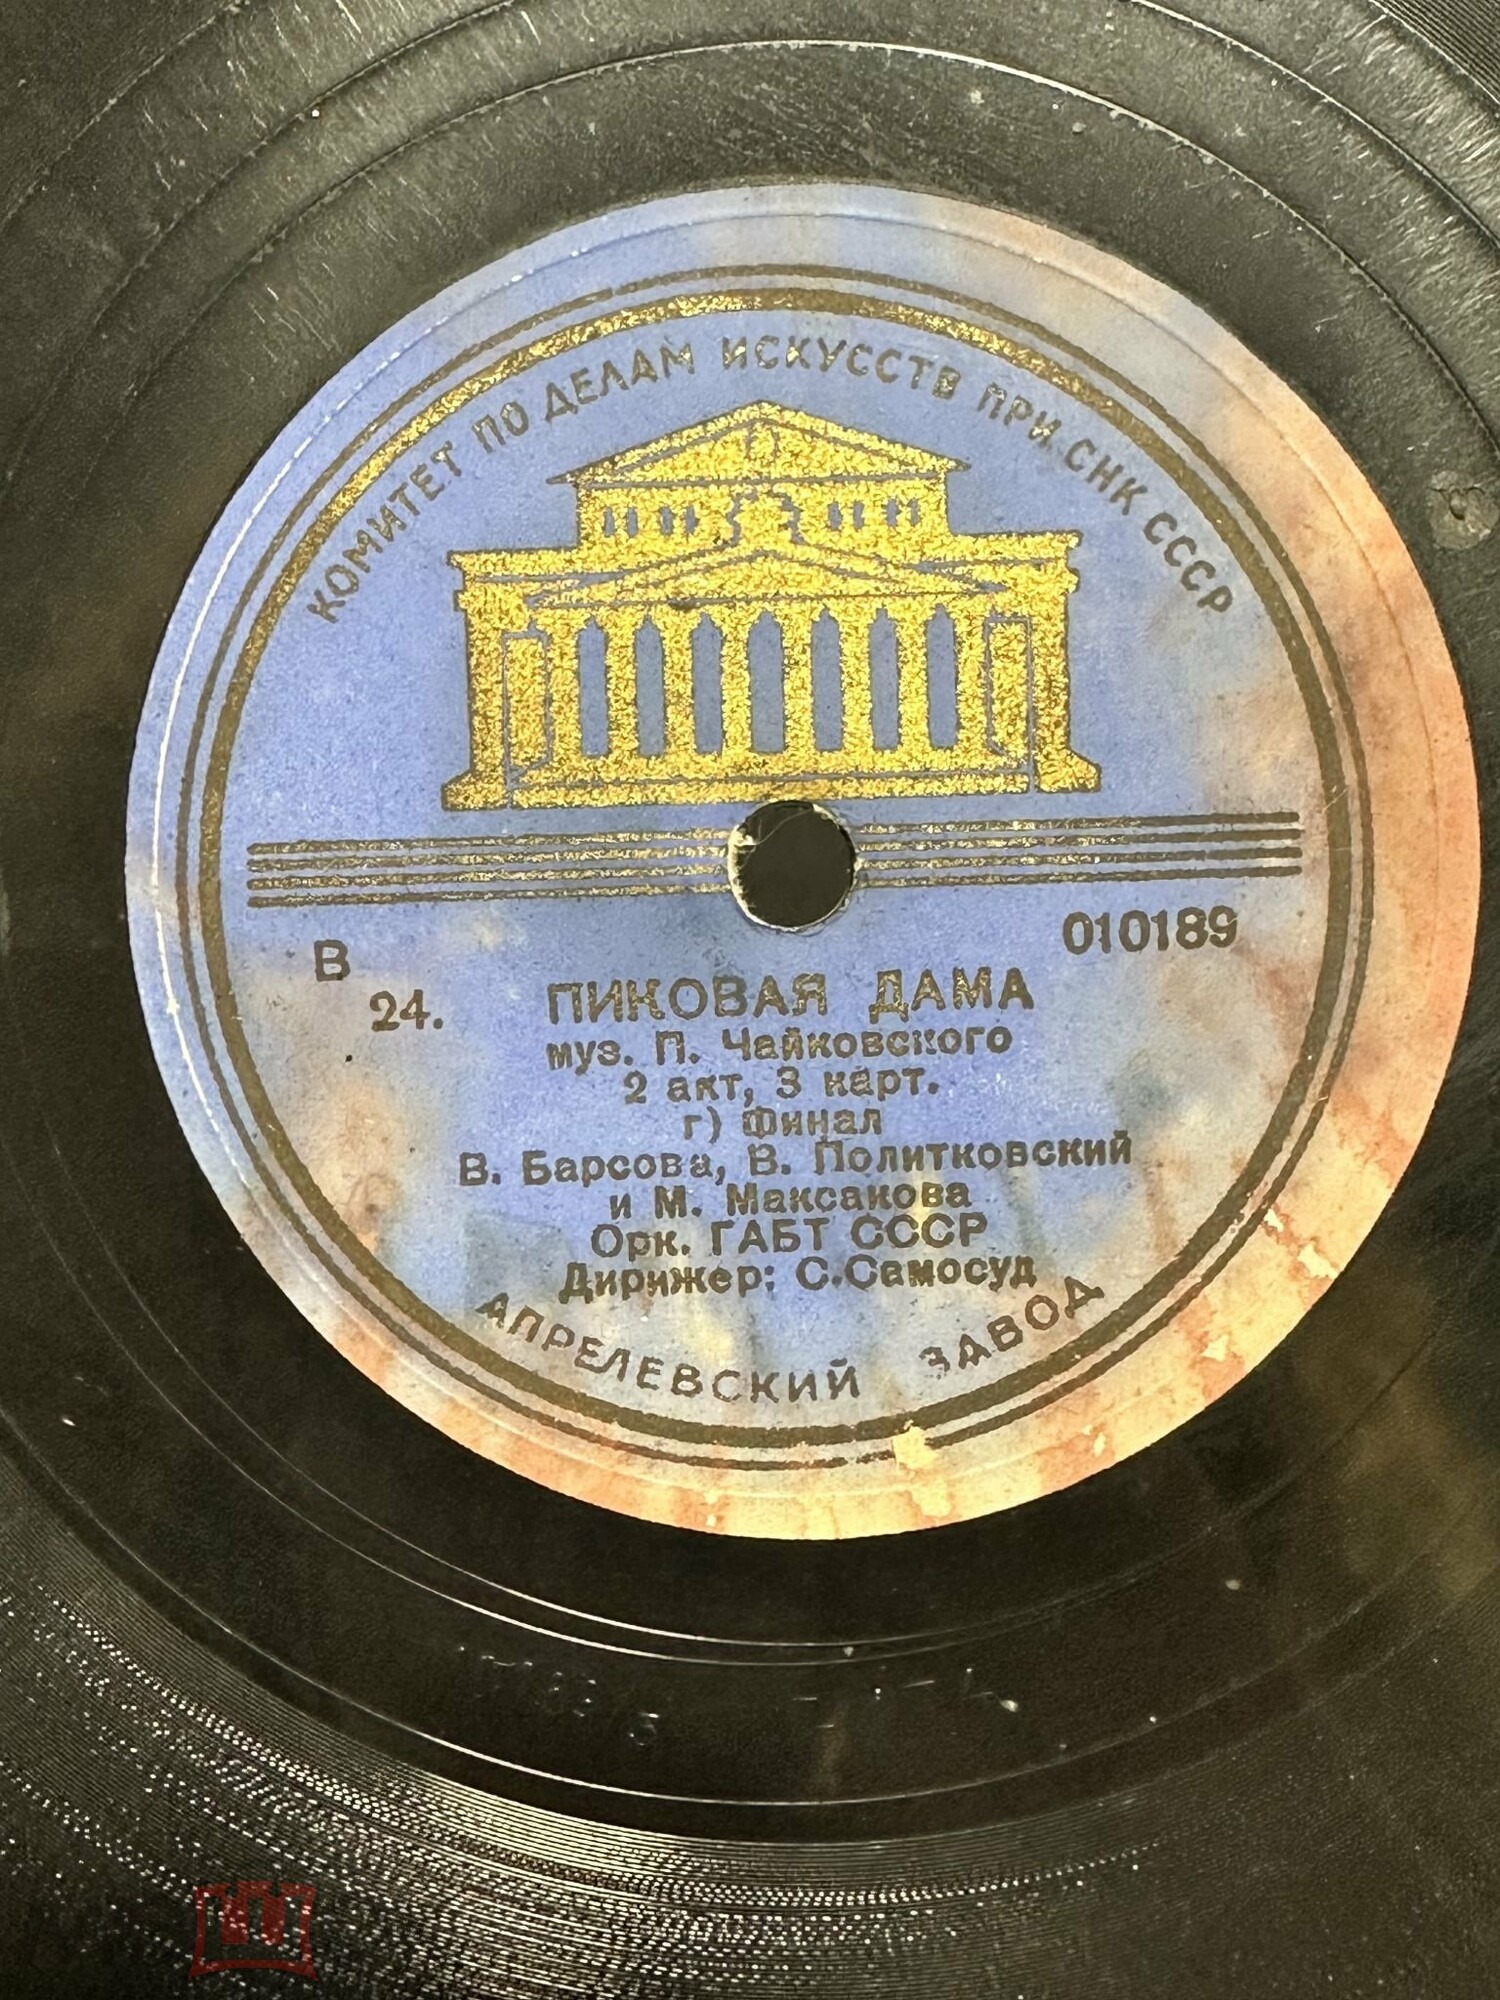 КОМИТЕТ ПО ДЕЛАМ ИСКУССТВ ПРИ СНК СССР
В
010189
24.
ПИКОВАЯ ДАМА
муз. П. Чайковского
2 акт, 3 карт.
г) Финал
В. Барсова, В. Политковский
и М. Максакова
Орк. ГАБТ СССР
Дирижер: С.Самосуд
АПРЕЛЕВСКИЙ ЗАВОД